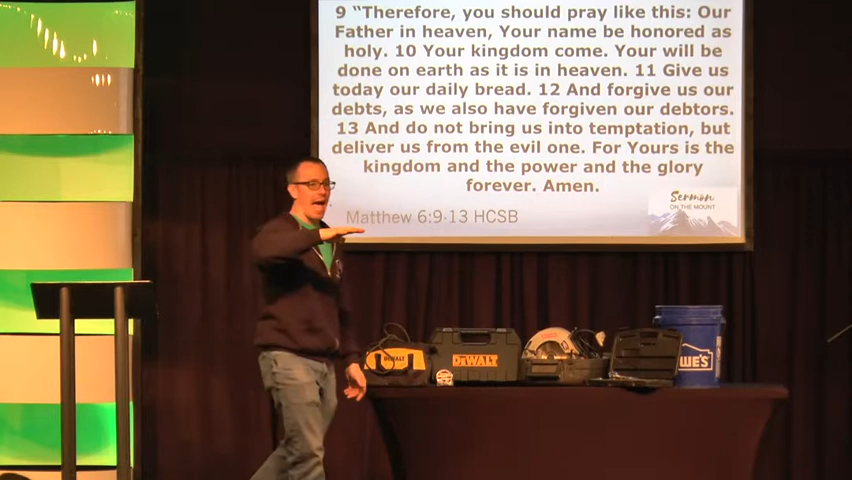 9 “Therefore, you should pray like this: Our
Father in heaven, Your name be honored as
holy. 10 Your kingdom come. Your will be
done on earth as it is in heaven. 11 Give us
today our daily bread. 12 And forgive us our
debts, as we also have forgiven our debtors.
13 And do not bring us into temptation, but
deliver us from the evil one. For Yours is the
kingdom and the power and the glory
forever. Amen.
Matthew 6:9-13 HCSB
Sermon
ON THE MOUNT
DEWALT
DEWALT
WE'S